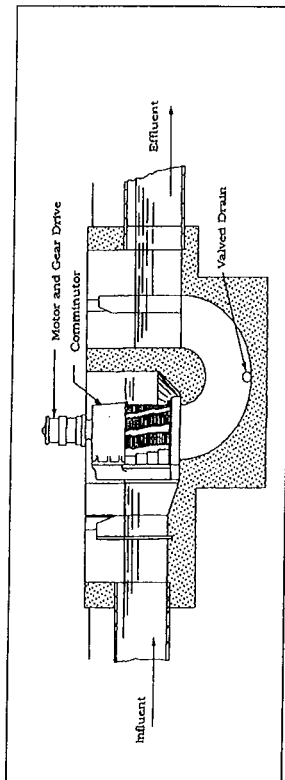 Motor and Gear Drive
Comminutor
Effluent
Influent
Valved Drain